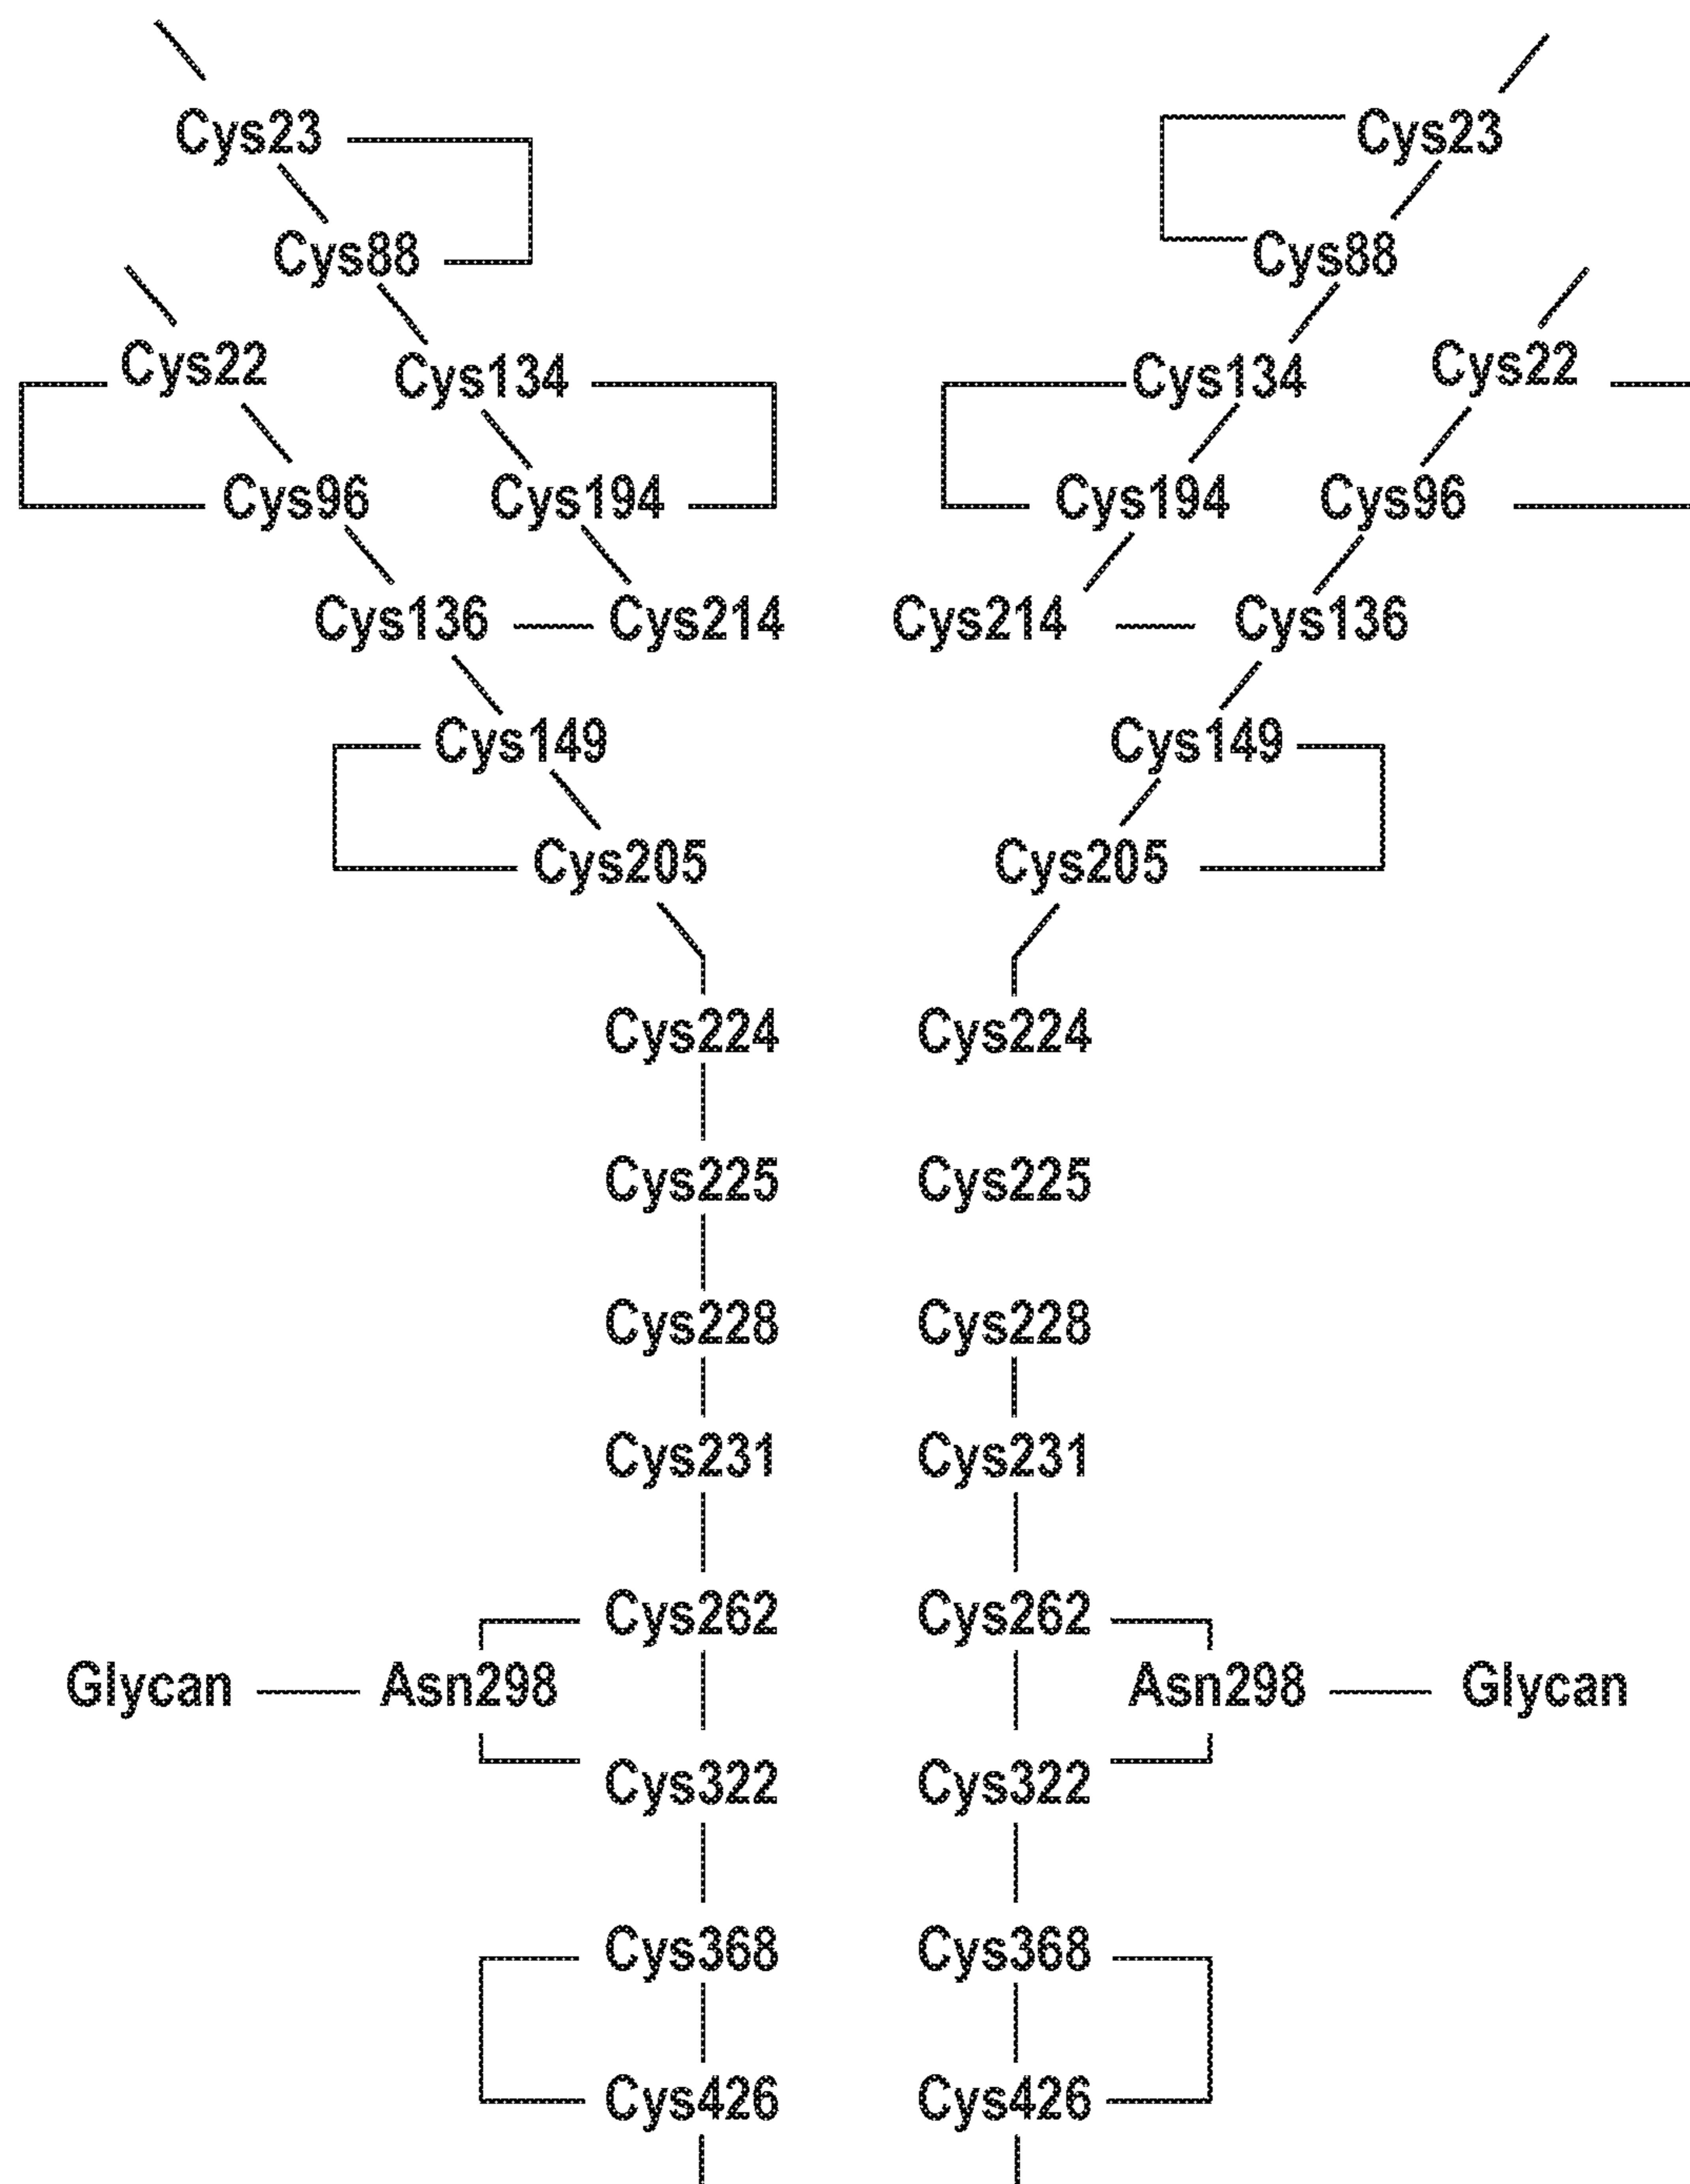 Cys23 Cys23
Cys88 Cys88
Cys22 Cys134 Cys134 Cys22
Cys96 Cys194 Cys194 Cys96
Cys136 Cys214 Cys214 Cys136
Cys149 Cys149
Cys205 Cys205
Cys224 Cys224
Cys225 Cys225
Cys228 Cys228
Cys231 Cys231
Cys262 Cys262
Glycan Asn298 Asn298 Glycan
Cys322 Cys322
Cys368 Cys368
Cys426 Cys426